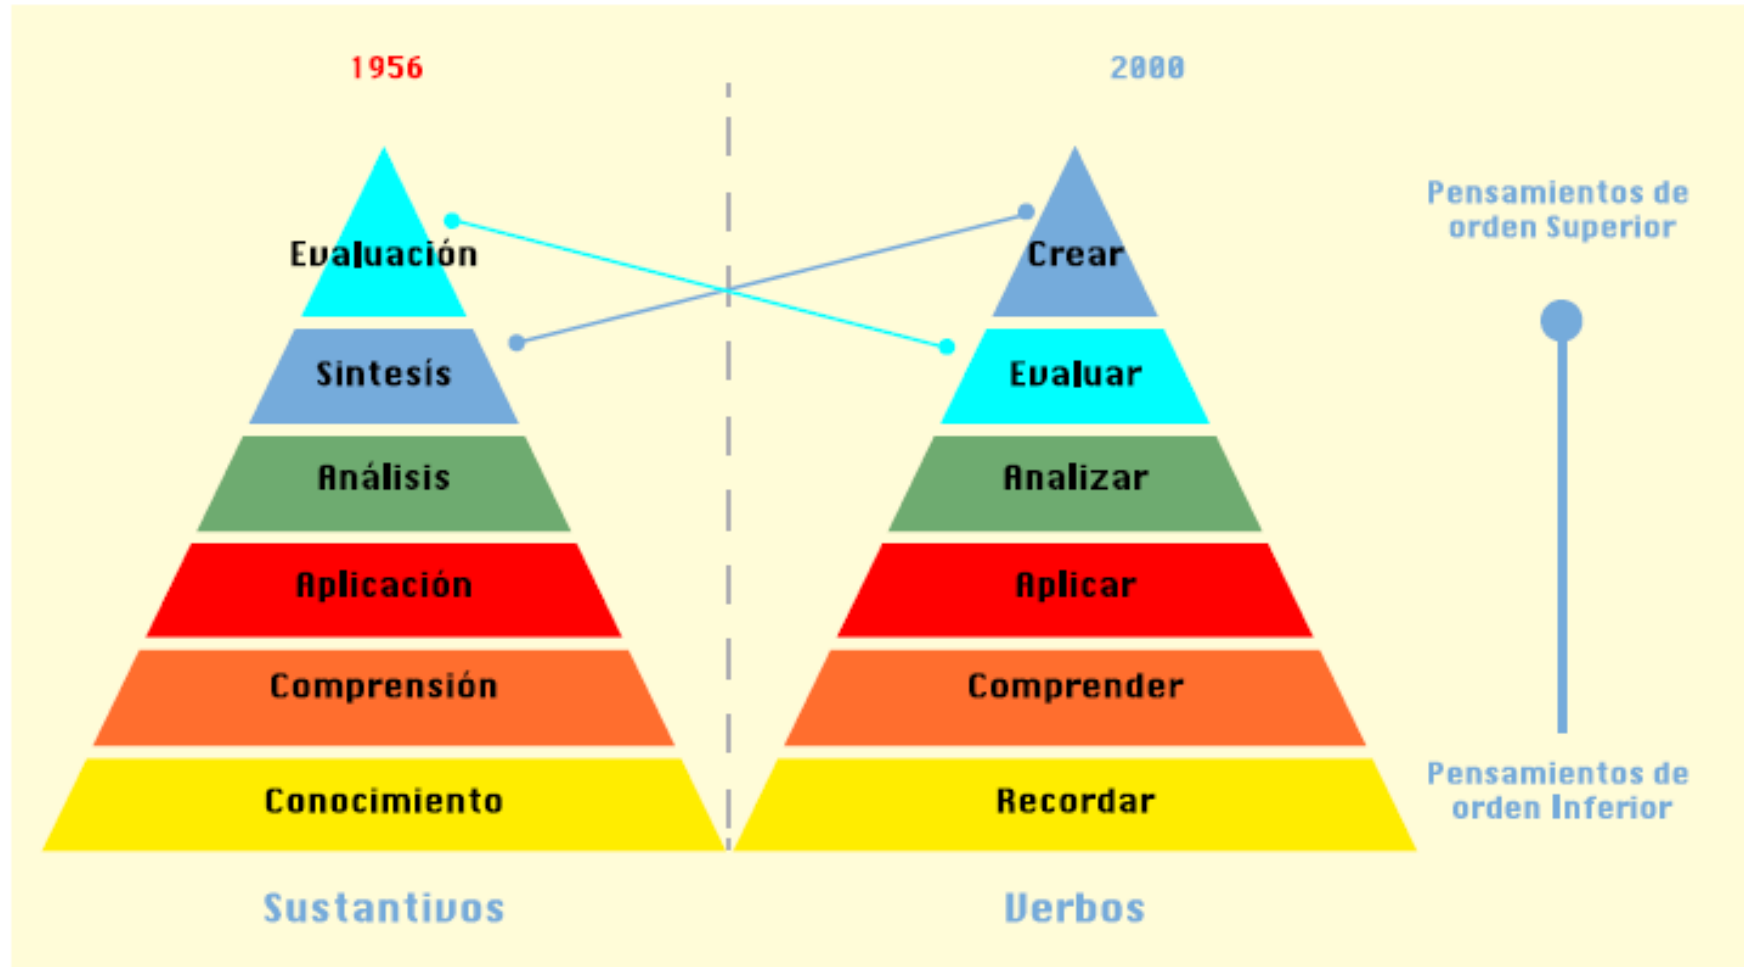 1956
Evaluación
Sintesís
Análisis
Aplicación
Comprensión
Conocimiento
Sustantivos
2000
Crear
Evaluar
Analizar
Aplicar
Comprender
Recordar
Verbos
Pensamientos de
orden Superior
Pensamientos de
orden Inferior